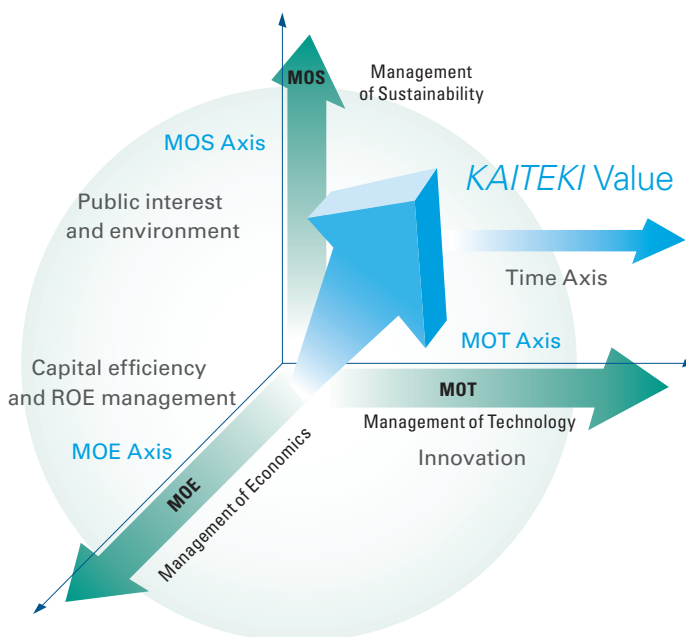 MOS
Management
of Sustainability
MOS Axis
KAITEKI Value
Public interest
and environment
Time Axis
MOT Axis
Capital efficiency
and ROE management
MOT
Management of Technology
MOE Axis
Innovation
MOE
Management of Economics